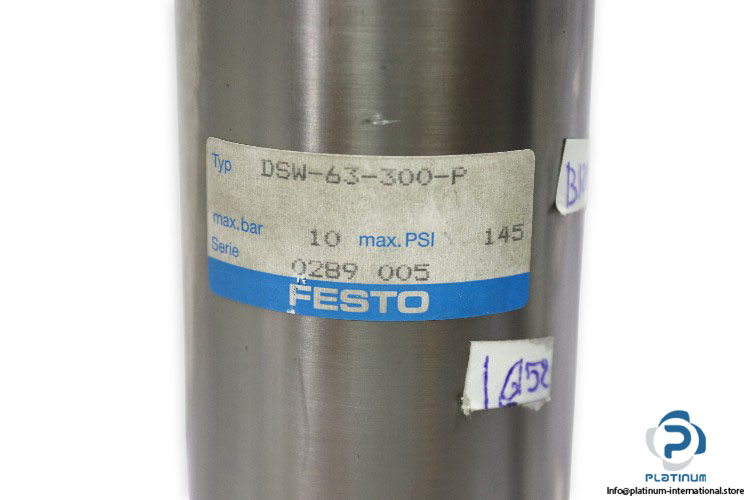 Typ DSW-63-300-P
max.bar 10 max.PSI 145
Serie 0289 005
FESTO
PLATINUM
Info@platinum-international.store